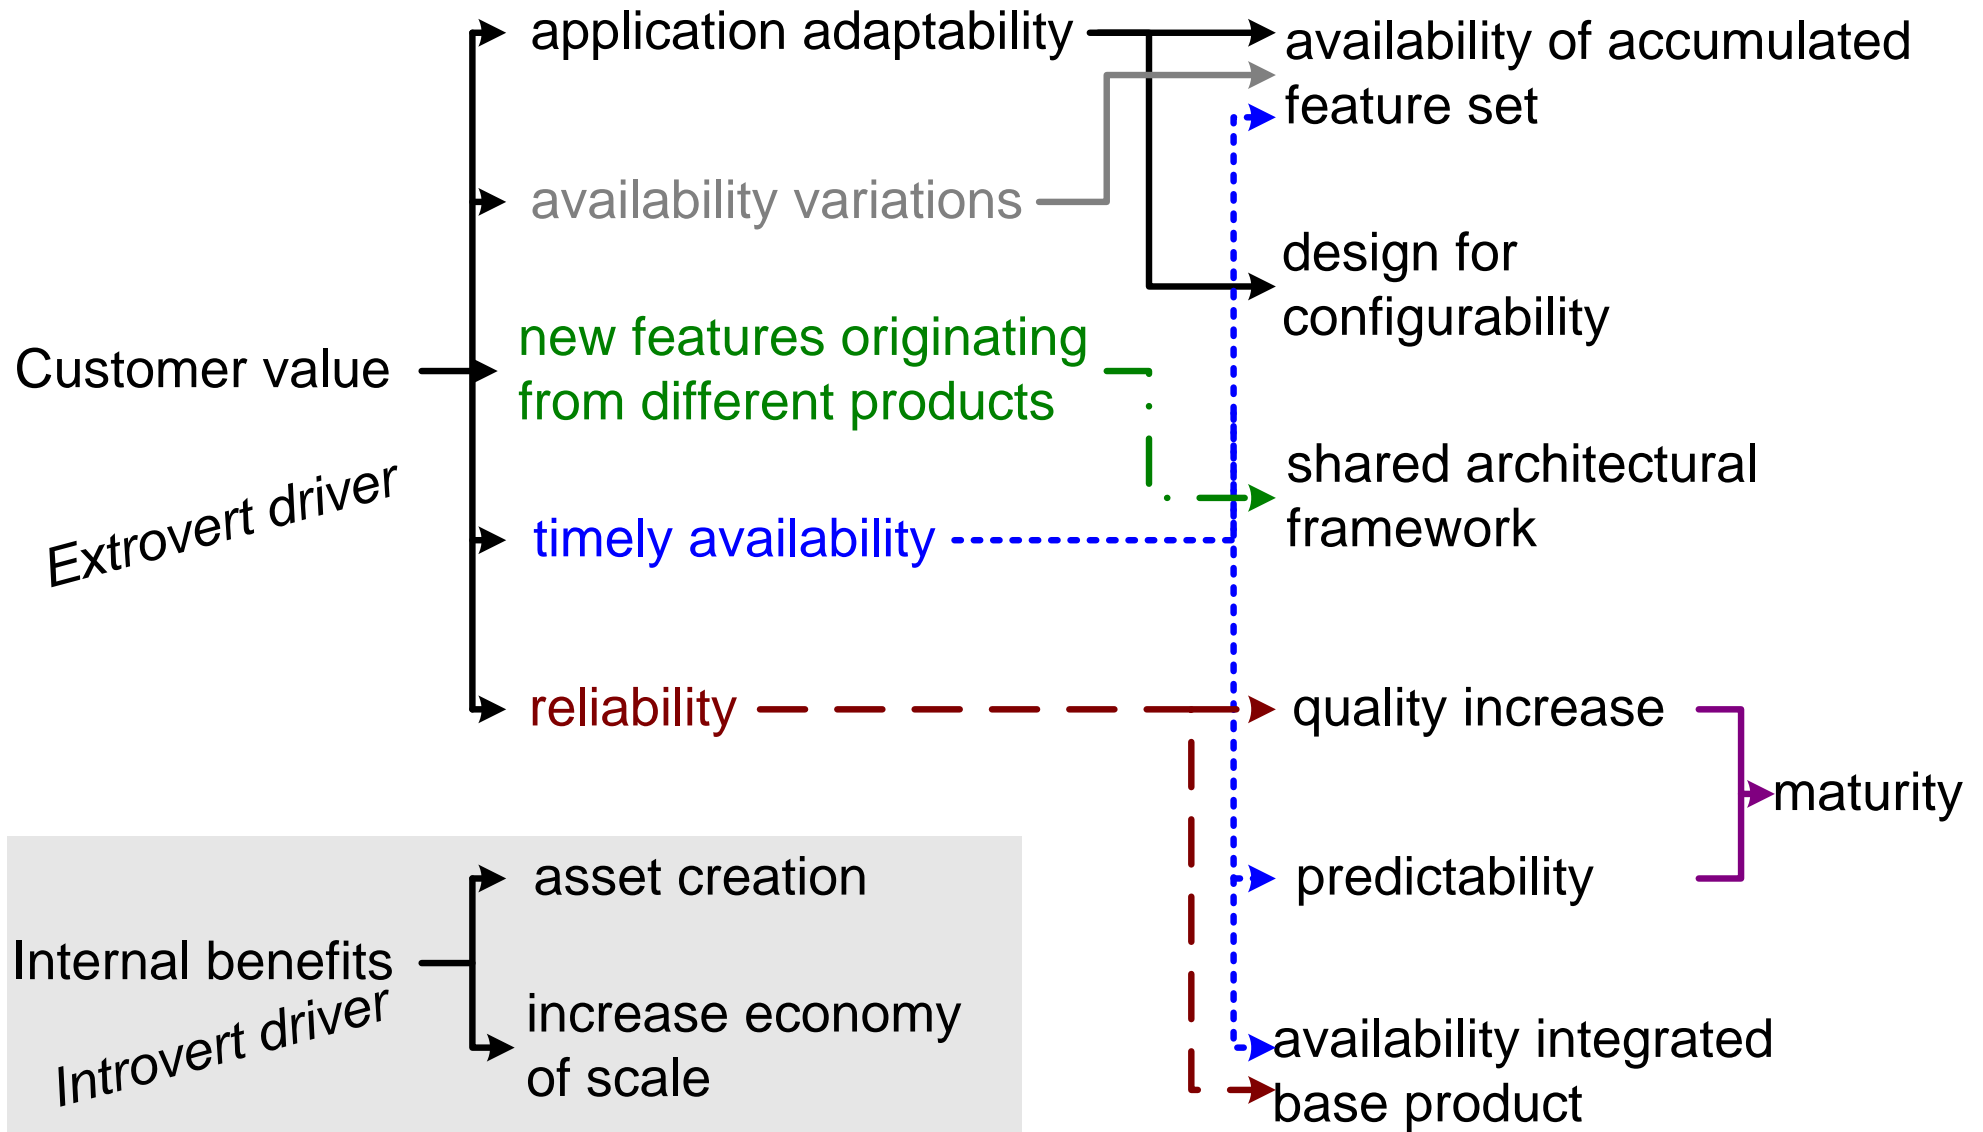 application adaptability
availability of accumulated
feature set
availability variations
design for
configurability
new features originating
from different products
Customer value
shared architectural
framework
Extrovert driver
timely availability
reliability
quality increase
maturity
asset creation
predictability
Internal benefits
Introvert driver
increase economy
of scale
availability integrated
base product